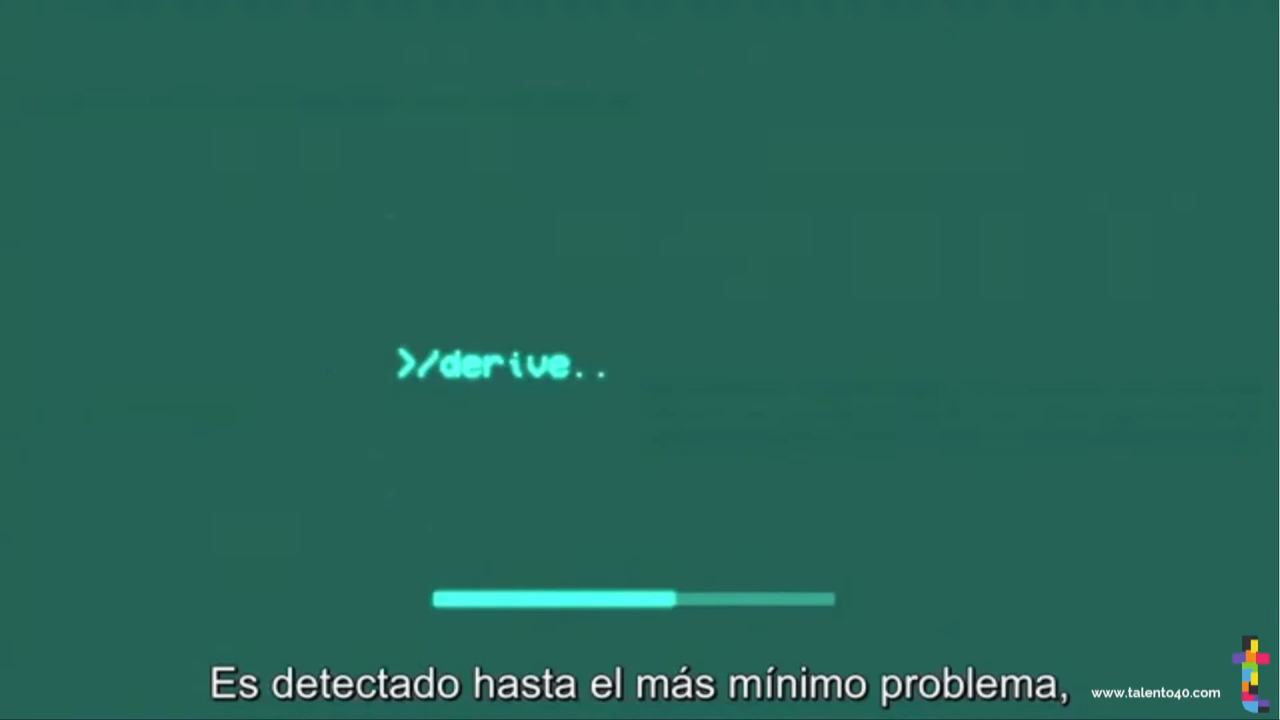 >/derive..
Es detectado hasta el más mínimo problema,
www.talento40.com